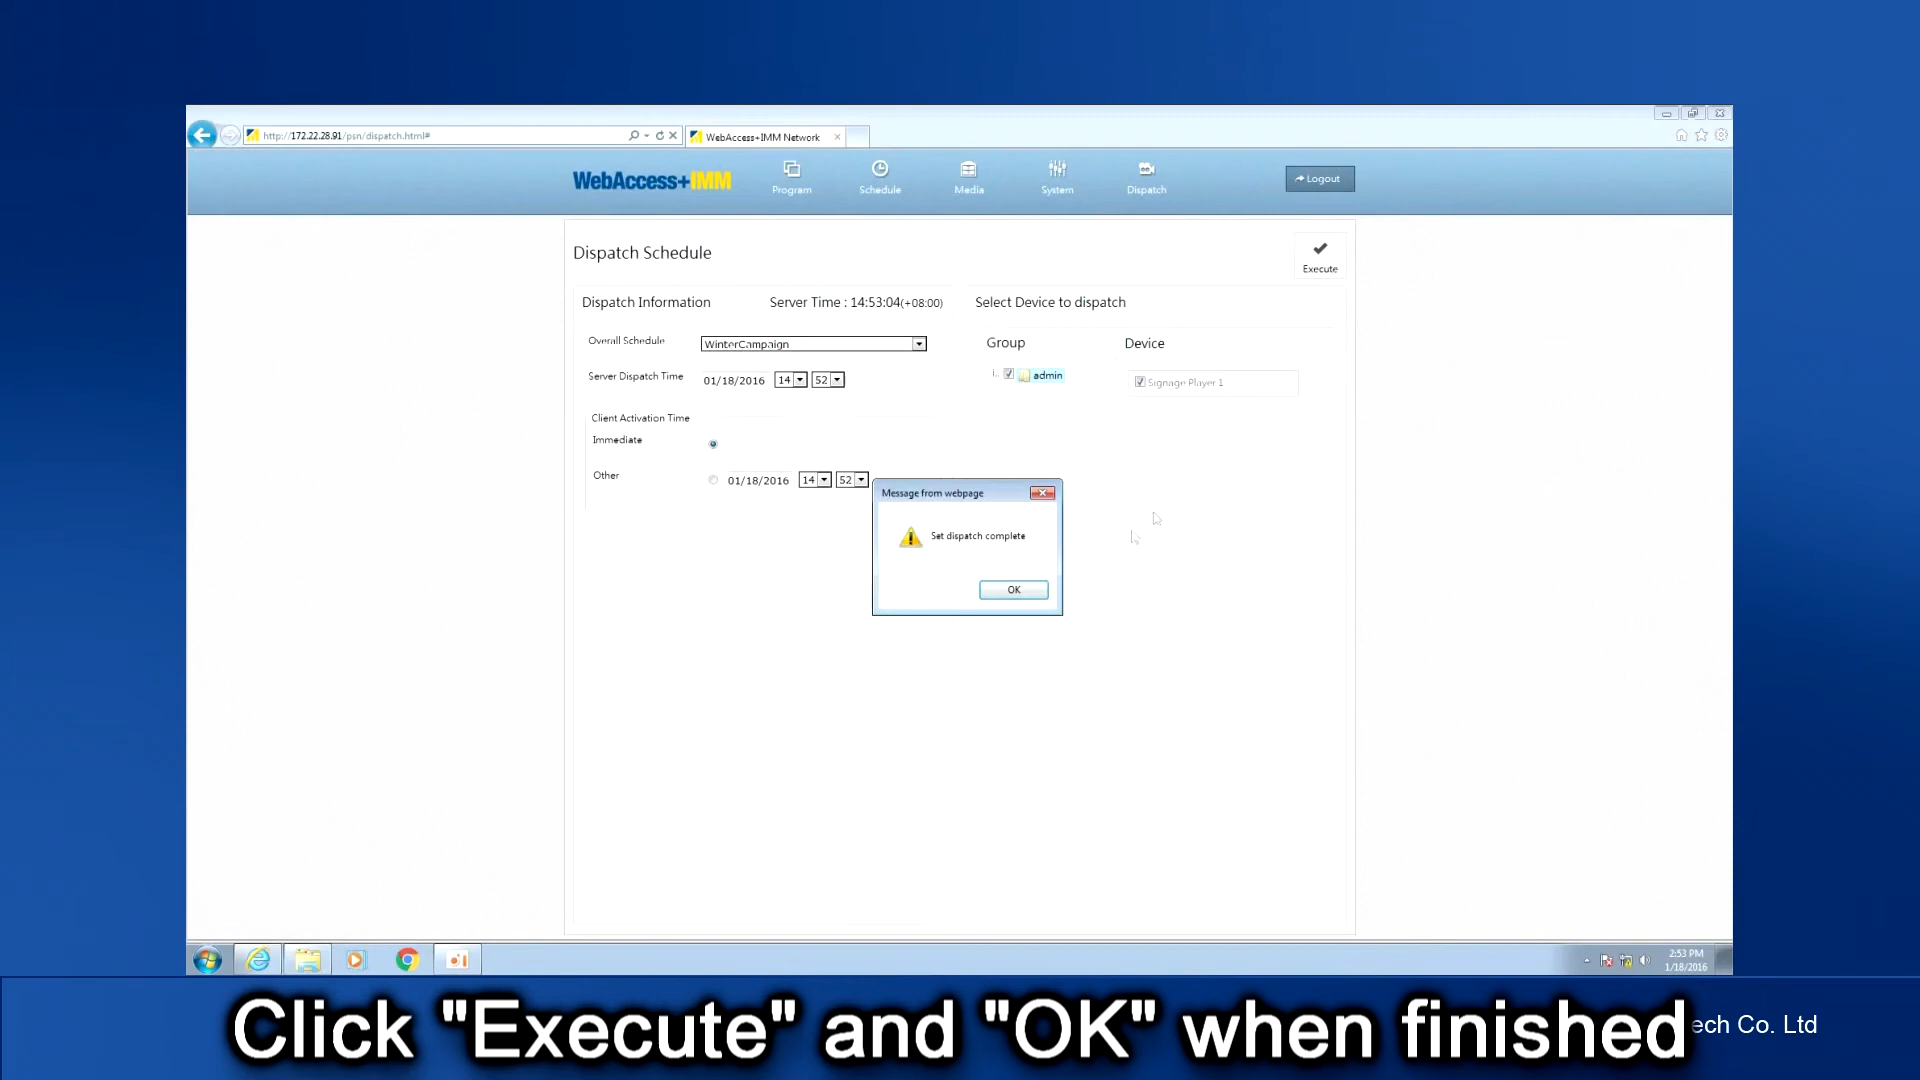 http://172.22.28.91/psn/dispatch.html#
WebAccess+IMM Network
WebAccess+IMM
Program
Schedule
Media
System
Dispatch
Logout
Dispatch Schedule
Execute
Dispatch Information
Server Time : 14:53:04(+08:00)
Select Device to dispatch
Overall Schedule
WinterCampaign
Group
Device
Server Dispatch Time
01/18/2016
14
52
admin
Signage Player 1
Client Activation Time
Immediate
Other
01/18/2016
14
52
Message from webpage
Set dispatch complete
OK
2:53 PM
1/18/2016
Click "Execute" and "OK" when finished
ech Co. Ltd